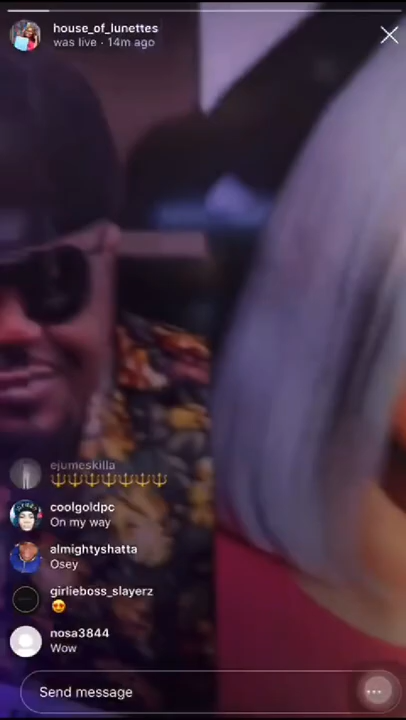 house_of_lunettes
was live · 14m ago
ejumeskilla
🔱🔱🔱🔱🔱🔱
coolgoldpc
On my way
almightyshatta
Osey
girlieboss_slayerz
😍
nosa3844
Wow
Send message